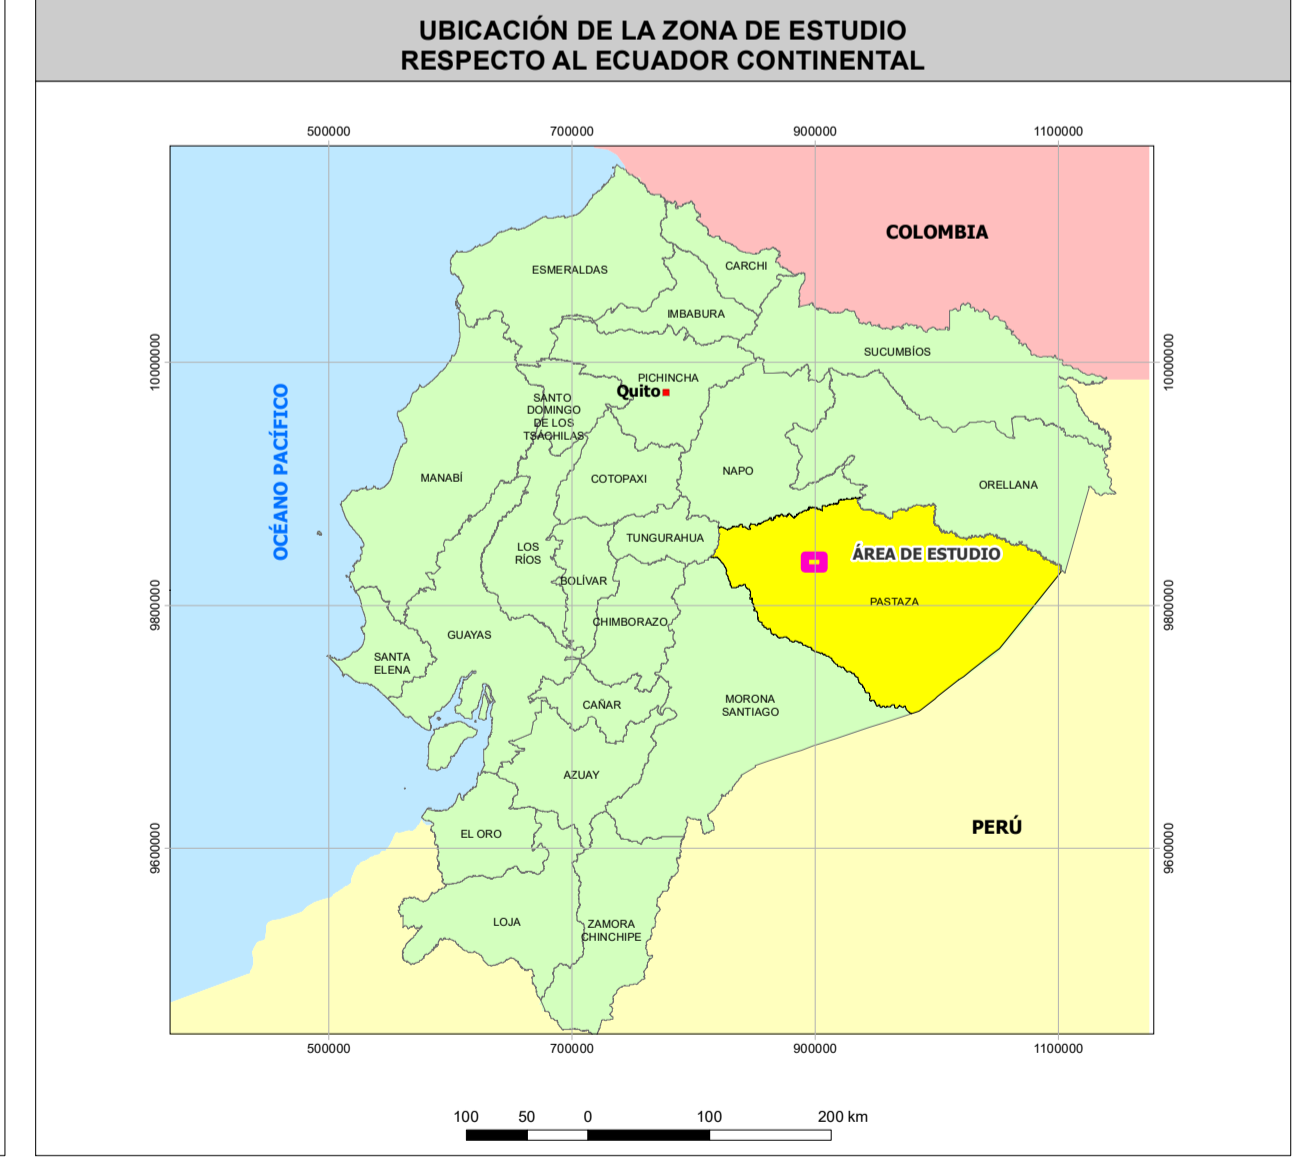 UBICACIÓN DE LA ZONA DE ESTUDIO
RESPECTO AL ECUADOR CONTINENTAL
500000 700000 900000 1100000
COLOMBIA
CARCHI
ESMERALDAS
IMBABURA
SUCUMBÍOS
10000000 10000000
PICHINCHA
Quito
SANTO
DOMINGO
DE LOS
TSÁCHILAS
OCÉANO PACÍFICO
MANABÍ
COTOPAXI
NAPO
ORELLANA
TUNGURAHUA
LOS
RÍOS
ÁREA DE ESTUDIO
BOLÍVAR
PASTAZA
9800000 9800000
CHIMBORAZO
GUAYAS
SANTA
ELENA
CAÑAR
MORONA
SANTIAGO
AZUAY
PERÚ
EL ORO
9600000 9600000
LOJA
ZAMORA
CHINCHIPE
500000 700000 900000 1100000
100 50 0 100 200 km